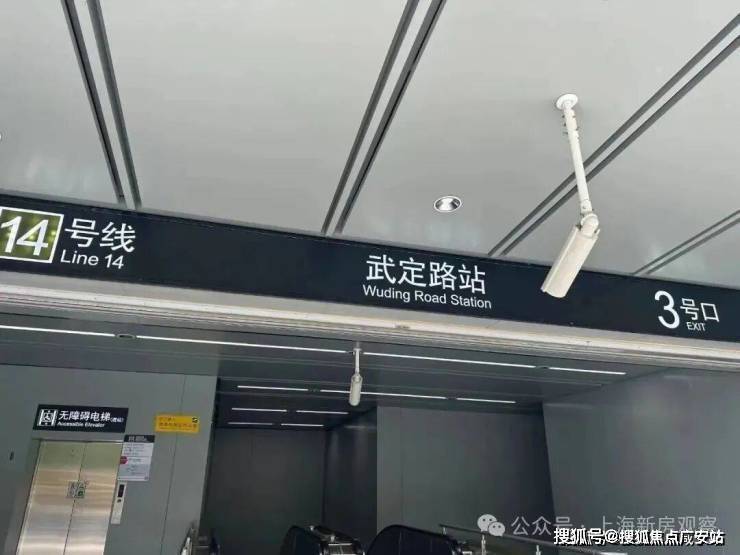 14号线
Line 14
武定路站
Wuding Road Station
3号口
EXIT
无障碍电梯
Accessible Elevator
公众号·上海新房观察
搜狐号@搜狐焦点广安站